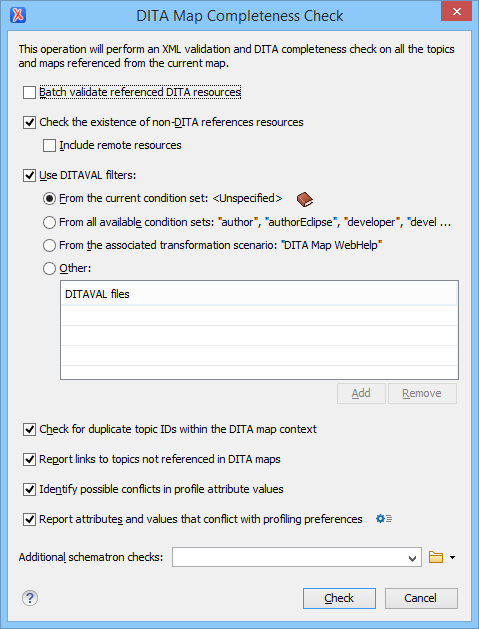 DITA Map Completeness Check
This operation will perform an XML validation and DITA completeness check on all the topics
and maps referenced from the current map.
Batch validate referenced DITA resources
Check the existence of non-DITA references resources
Include remote resources
Use DITAVAL filters:
From the current condition set: <Unspecified>
From all available condition sets: "author", "authorEclipse", "developer", "devel ...
From the associated transformation scenario: "DITA Map WebHelp"
Other:
DITAVAL files
Add Remove
Check for duplicate topic IDs within the DITA map context
Report links to topics not referenced in DITA maps
Identify possible conflicts in profile attribute values
Report attributes and values that conflict with profiling preferences
Additional schematron checks:
? Check Cancel